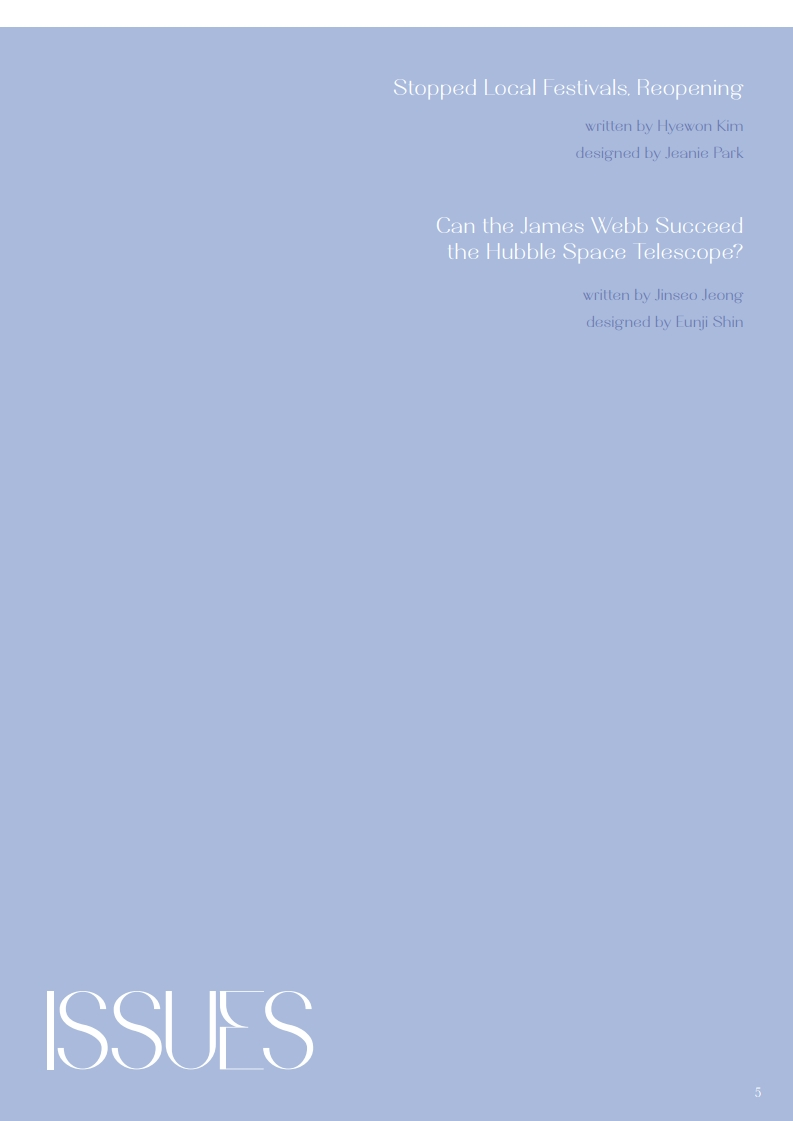 Stopped Local Festivals, Reopening
written by Hyewon Kim
designed by Jeanie Park
Can the James Webb Succeed
the Hubble Space Telescope?
written by Jinseo Jeong
designed by Eunji Shin
ISSUES
5